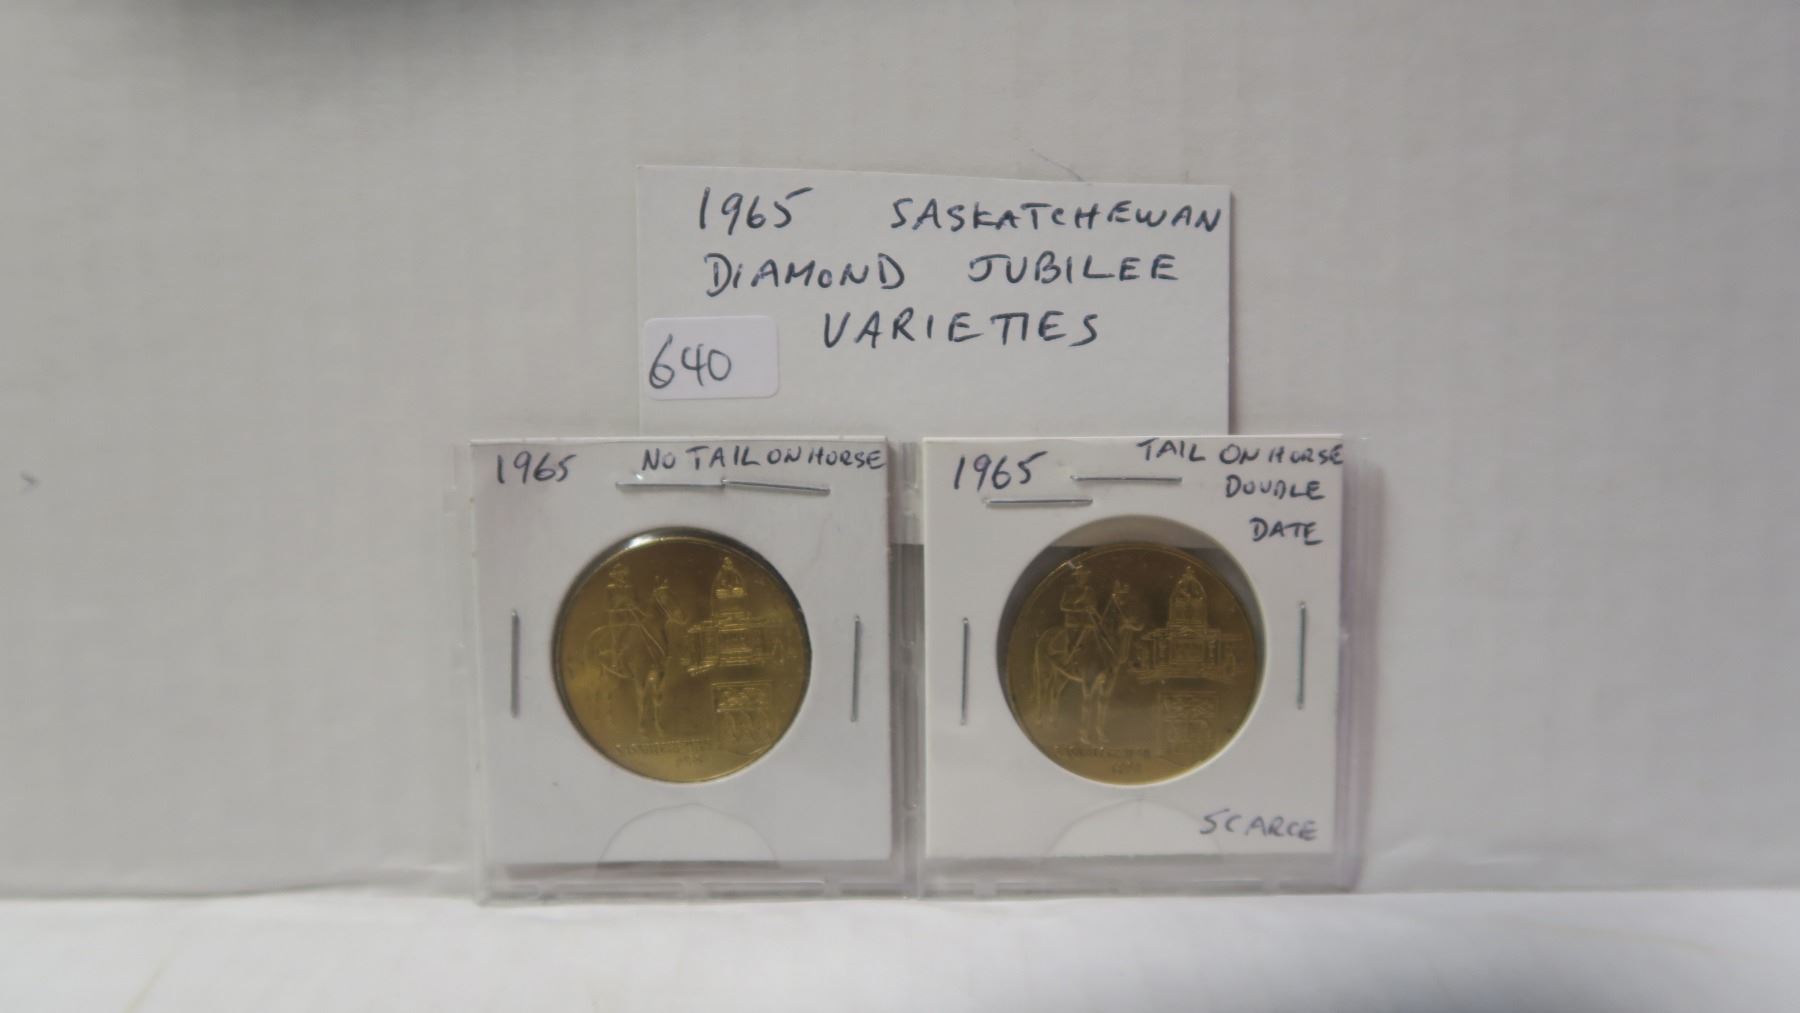 1965 SASKATCHEWAN
DIAMOND JUBILEE
VARIETIES
640
1965 NO TAIL ON HORSE
1965 TAIL ON HORSE
DOUBLE
DATE
SCARCE